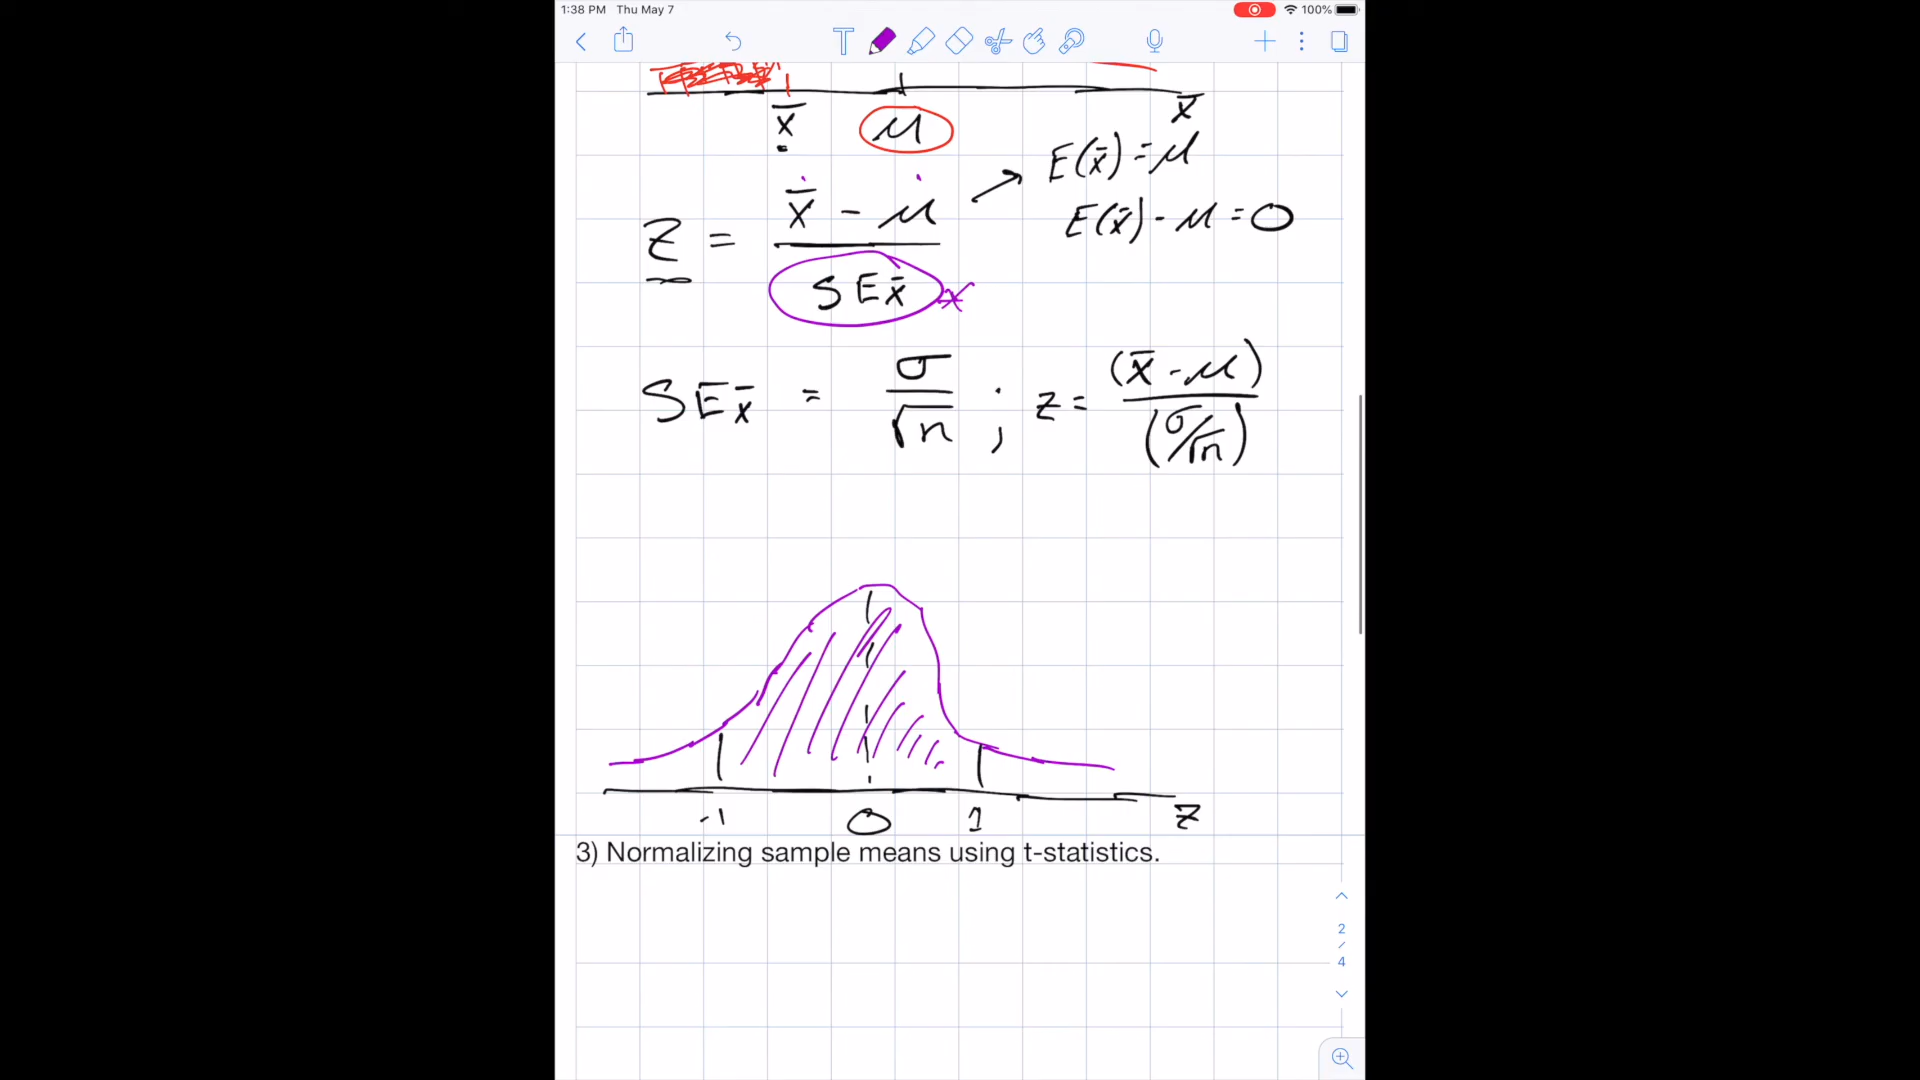 1:38 PM Thu May 7
100%
x̄ μ x̄
E(x̄) = μ
z = x̄ - μ / SEx̄
E(x̄) - μ = 0
SEx̄ = σ/√n ; z = (x̄ - μ) / (σ/√n)
-1 0 1 z
3) Normalizing sample means using t-statistics.
2
/
4